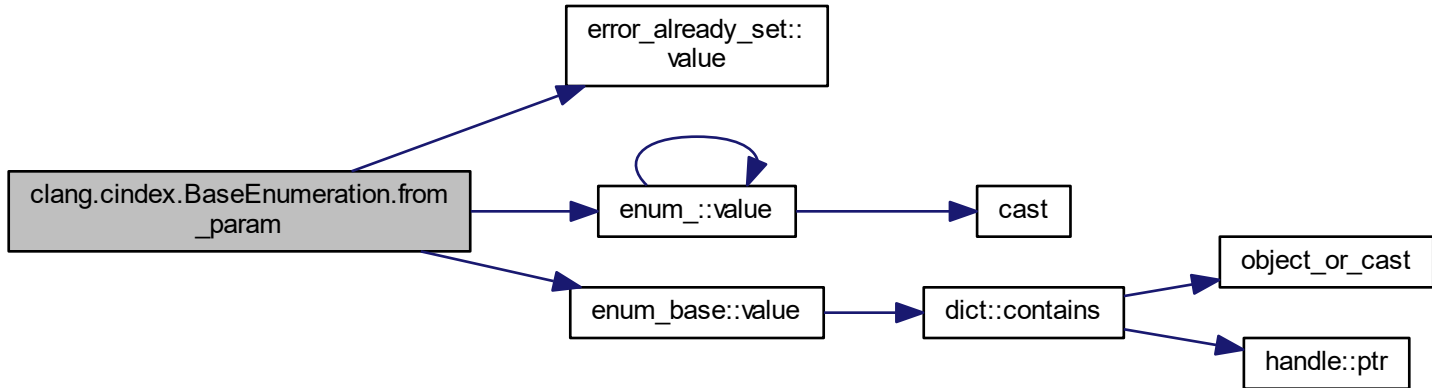 error_already_set::
value
clang.cindex.BaseEnumeration.from
_param
enum_::value
cast
enum_base::value
dict::contains
object_or_cast
handle::ptr